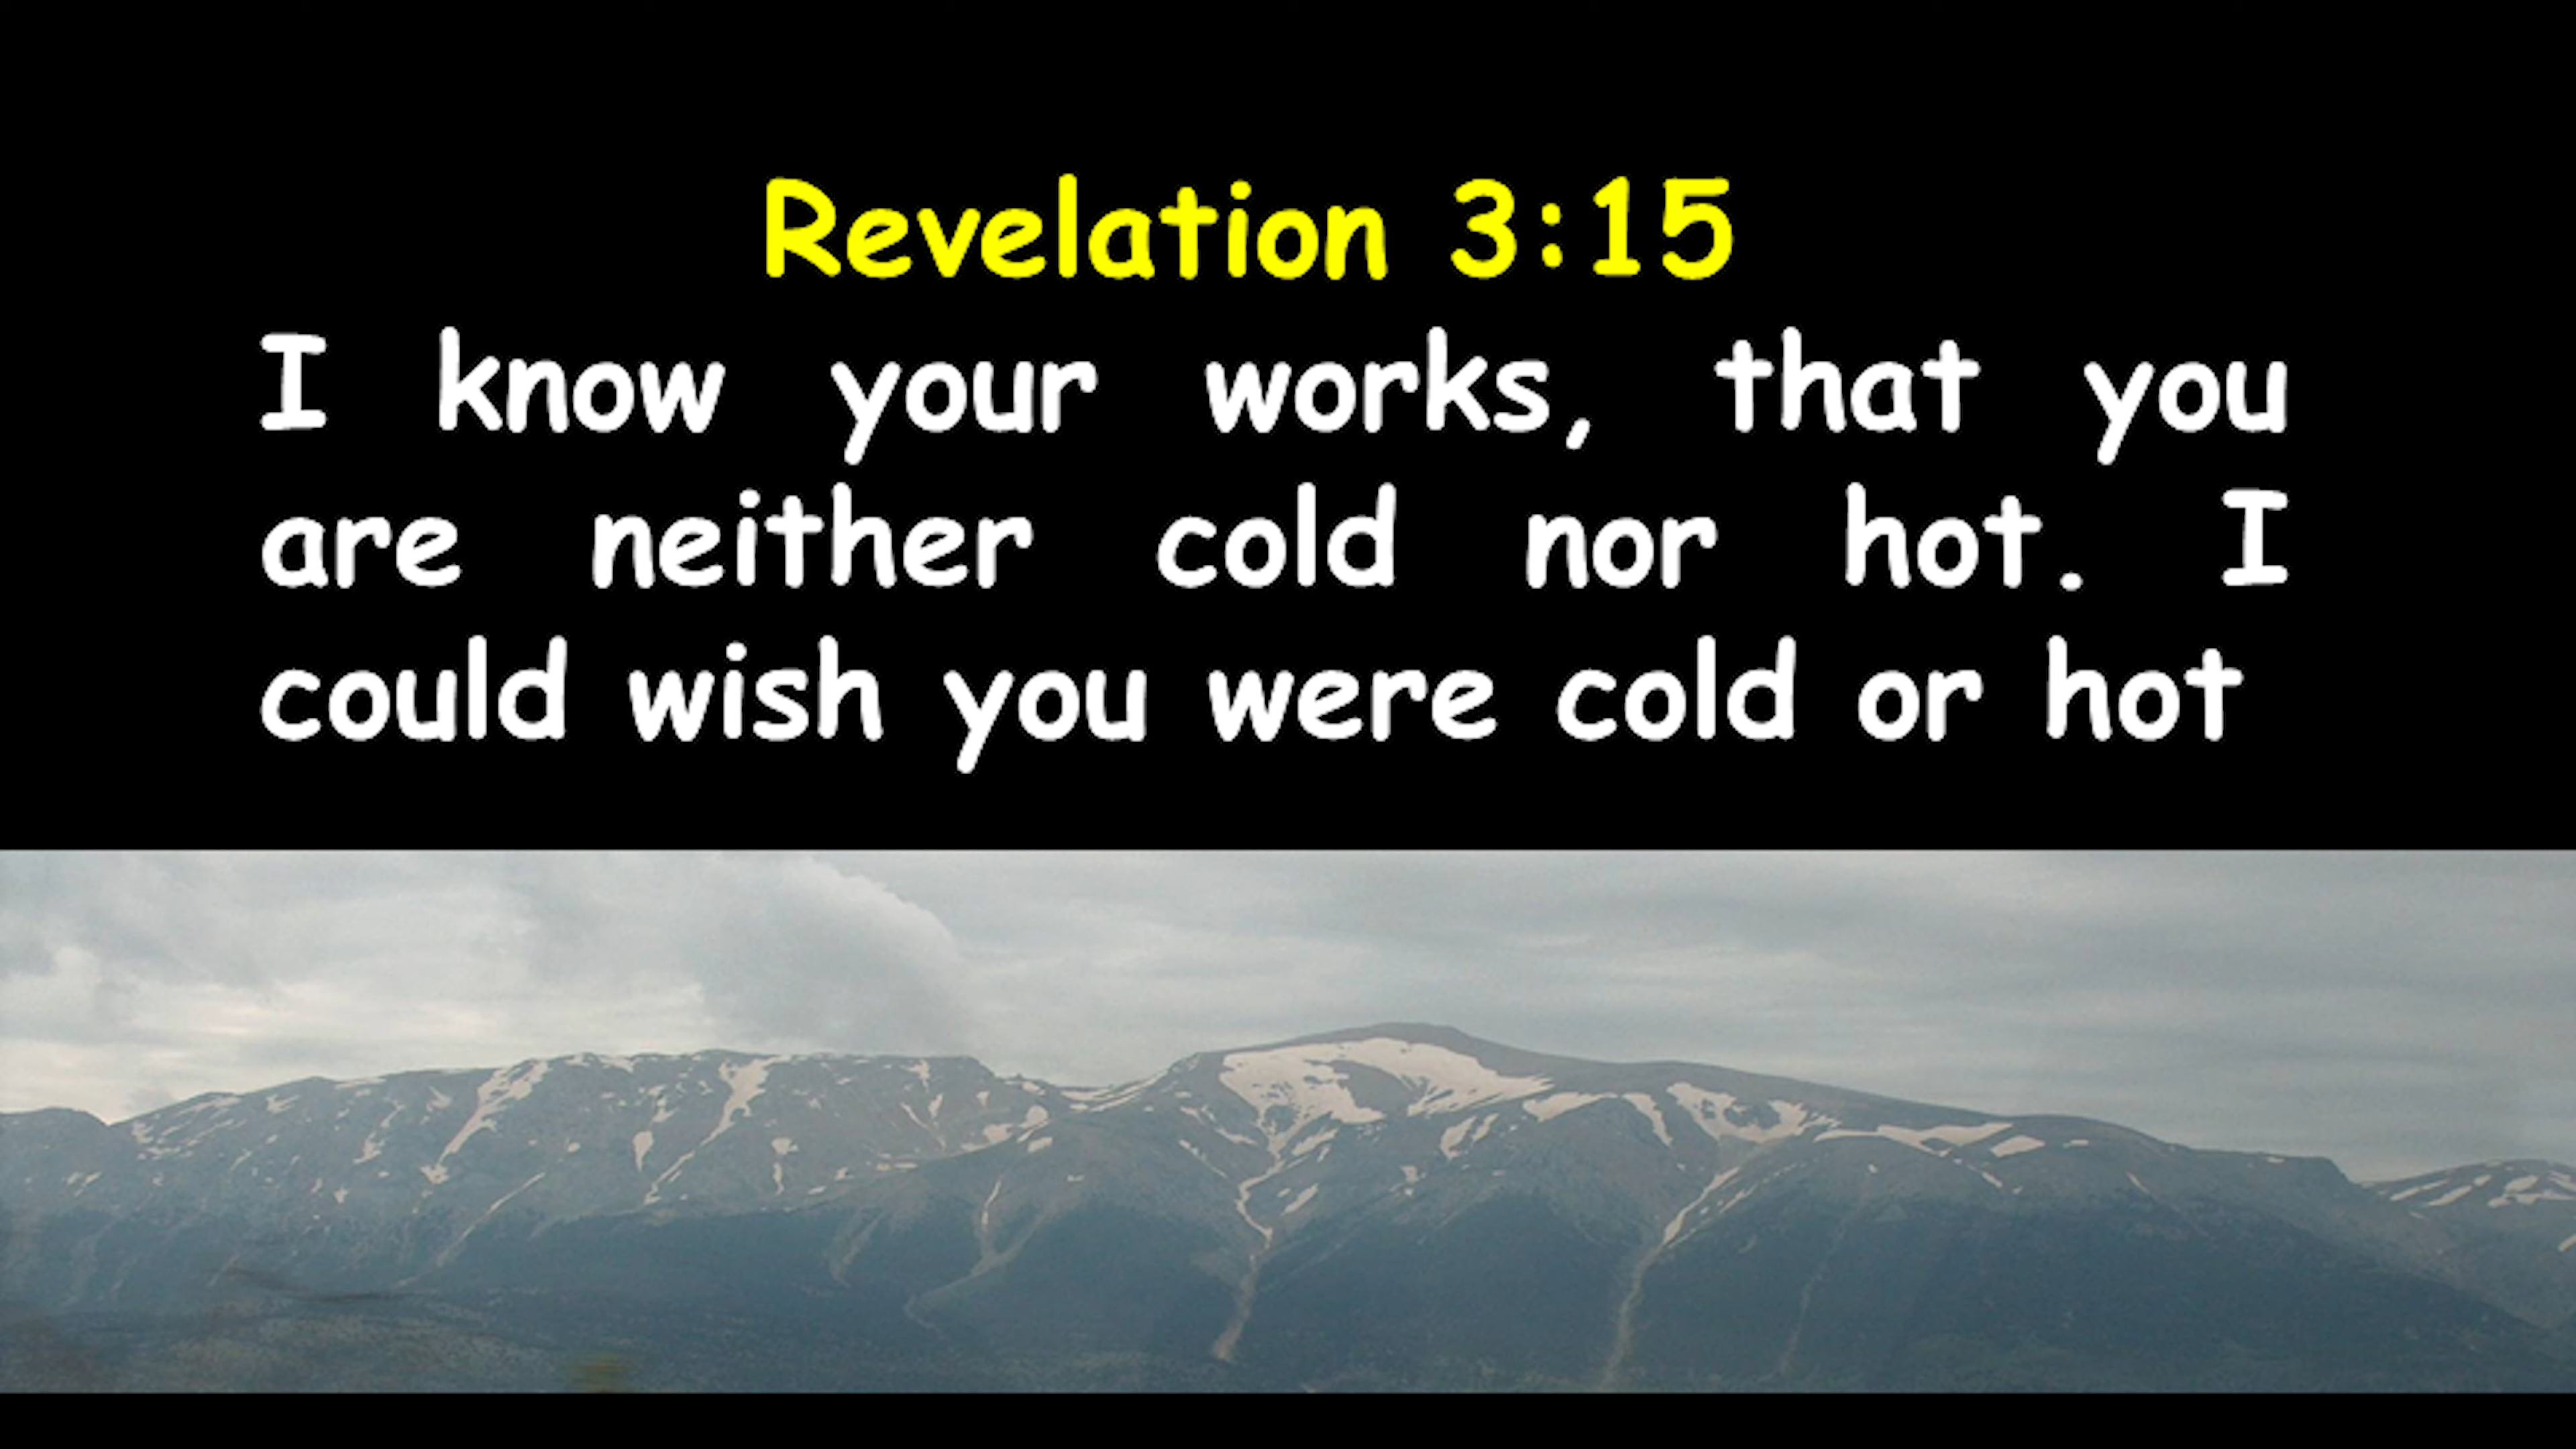 Revelation 3:15
I know your works, that you
are neither cold nor hot. I
could wish you were cold or hot